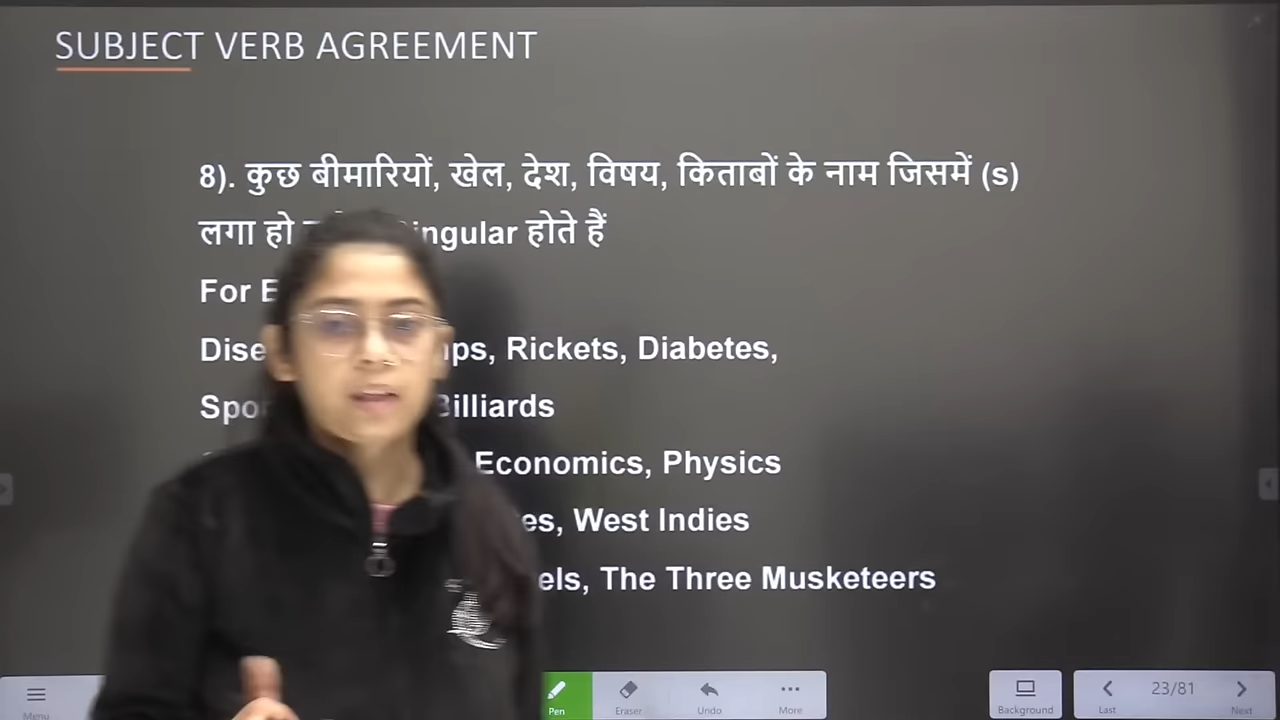 SUBJECT VERB AGREEMENT
8). कुछ बीमारियों, खेल, देश, विषय, किताबों के नाम जिसमें (s)
लगा हो ingular होते हैं
For E
Dise ps, Rickets, Diabetes,
Spo Billiards
Economics, Physics
es, West Indies
els, The Three Musketeers
Menu
Pen Eraser Undo More
Background
23/81
Last Next